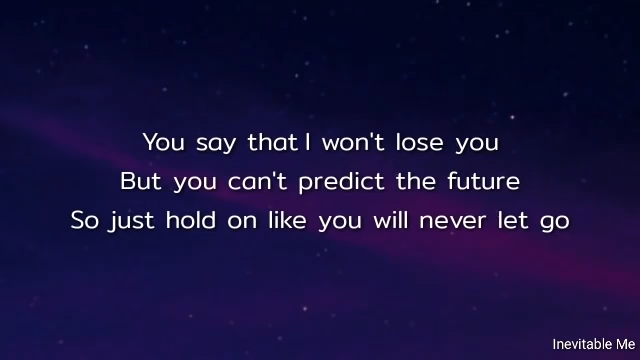 You say that I won't lose you
But you can't predict the future
So just hold on like you will never let go
Inevitable Me